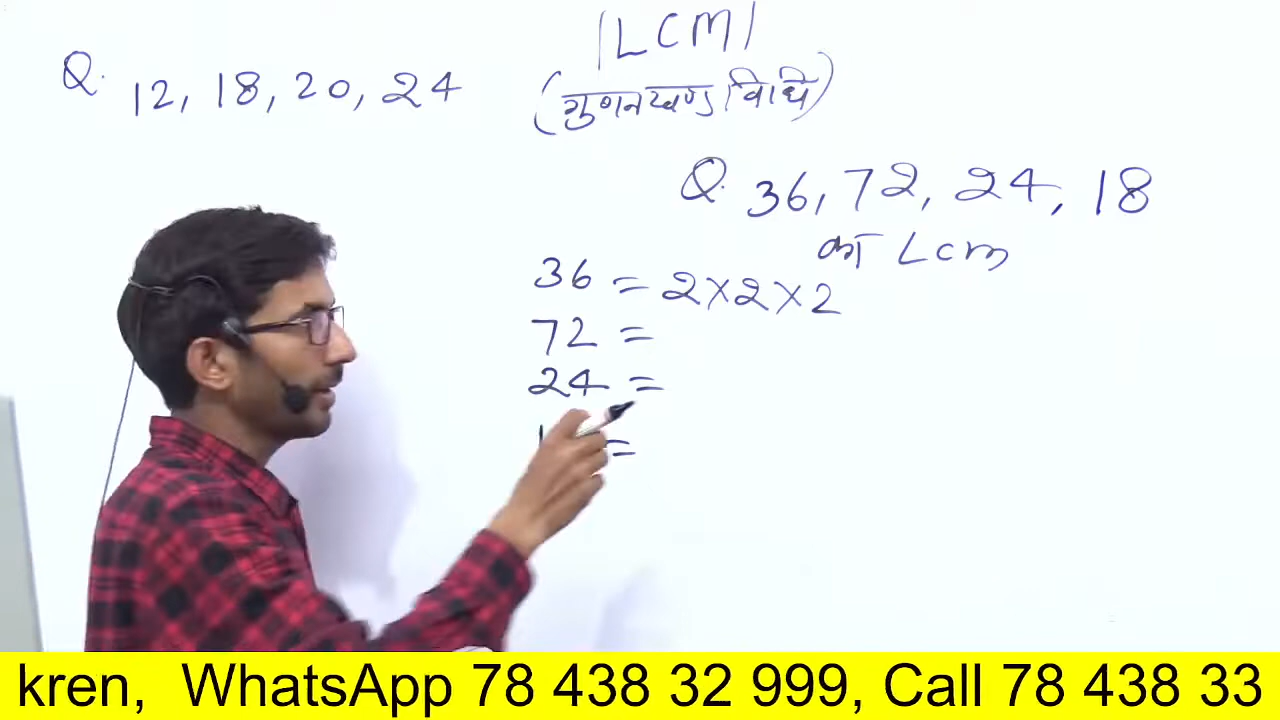 |LCM|
(गुणनखण्ड विधि)
Q. 12, 18, 20, 24
Q. 36, 72, 24, 18
का Lcm
36 = 2×2×2
72 =
24 =
=
kren, WhatsApp 78 438 32 999, Call 78 438 33